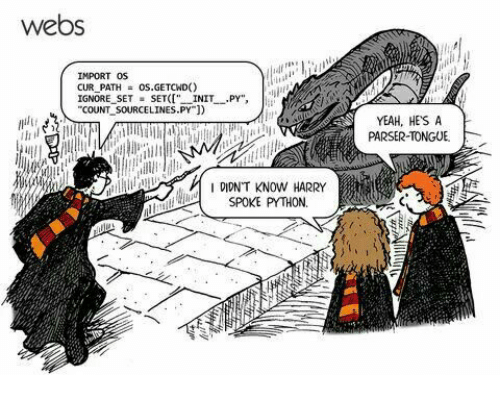 webs
IMPORT OS
CUR_PATH = OS.GETCWD()
IGNORE_SET = SET(["__INIT__.PY",
"COUNT_SOURCELINES.PY"])
YEAH, HE'S A
PARSER-TONGUE.
I DIDN'T KNOW HARRY
SPOKE PYTHON.